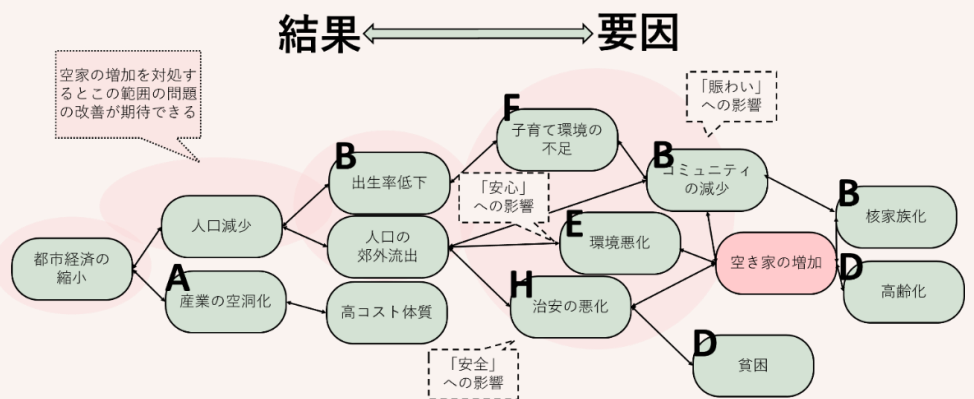 結果
要因
空家の増加を対処す
るとこの範囲の問題
の改善が期待できる
「賑わい」
への影響
F
子育て環境の
不足
B
出生率低下
B
コミュニティ
の減少
「安心」
への影響
B
核家族化
人口減少
人口の
郊外流出
E
環境悪化
空き家の増加
都市経済の
縮小
A
産業の空洞化
高コスト体質
H
治安の悪化
D
高齢化
「安全」
への影響
D
貧困